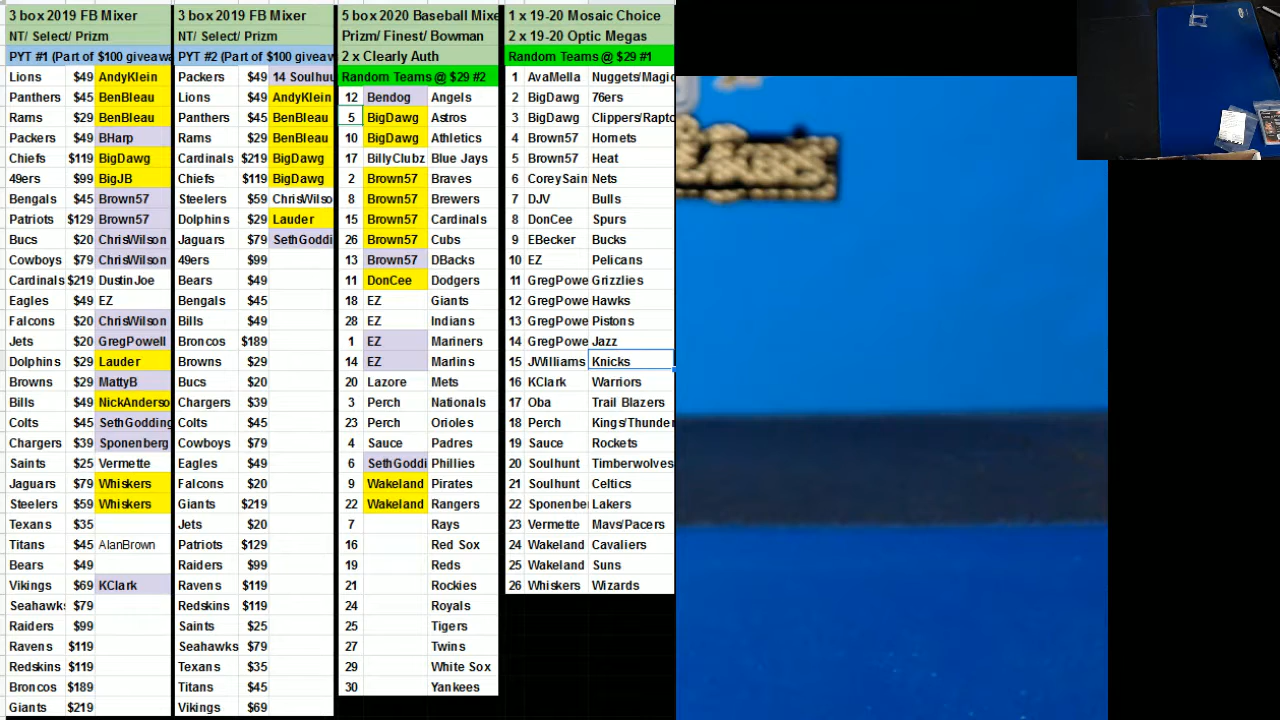 3 box 2019 FB Mixer
NT/ Select/ Prizm
PYT #1 (Part of $100 giveawa
Lions $49 AndyKlein
Panthers $45 BenBleau
Rams $29 BenBleau
Packers $49 BHarp
Chiefs $119 BigDawg
49ers $99 BigJB
Bengals $45 Brown57
Patriots $129 Brown57
Bucs $20 ChrisWilson
Cowboys $79 ChrisWilson
Cardinals $219 DustinJoe
Eagles $49 EZ
Falcons $20 ChrisWilson
Jets $20 GregPowell
Dolphins $29 Lauder
Browns $29 MattyB
Bills $49 NickAnderso
Colts $45 SethGodding
Chargers $39 Sponenberg
Saints $25 Vermette
Jaguars $79 Whiskers
Steelers $59 Whiskers
Texans $35
Titans $45 AlanBrown
Bears $49
Vikings $69 KClark
Seahawks $79
Raiders $99
Ravens $119
Redskins $119
Broncos $189
Giants $219
3 box 2019 FB Mixer
NT/ Select/ Prizm
PYT #2 (Part of $100 giveaw
Packers $49 14 Soulhu
Lions $49 AndyKlein
Panthers $45 BenBleau
Rams $29 BenBleau
Cardinals $219 BigDawg
Chiefs $119 BigDawg
Steelers $59 ChrisWilso
Dolphins $29 Lauder
Jaguars $79 SethGoddi
49ers $99
Bears $49
Bengals $45
Bills $49
Broncos $189
Browns $29
Bucs $20
Chargers $39
Colts $45
Cowboys $79
Eagles $49
Falcons $20
Giants $219
Jets $20
Patriots $129
Raiders $99
Ravens $119
Redskins $119
Saints $25
Seahawks $79
Texans $35
Titans $45
Vikings $69
5 box 2020 Baseball Mixe
Prizm/ Finest/ Bowman
2 x Clearly Auth
Random Teams @ $29 #2
12 Bendog Angels
5 BigDawg Astros
10 BigDawg Athletics
17 BillyClubz Blue Jays
2 Brown57 Braves
8 Brown57 Brewers
15 Brown57 Cardinals
26 Brown57 Cubs
13 Brown57 DBacks
11 DonCee Dodgers
18 EZ Giants
28 EZ Indians
1 EZ Mariners
14 EZ Marlins
20 Lazore Mets
3 Perch Nationals
23 Perch Orioles
4 Sauce Padres
6 SethGoddi Phillies
9 Wakeland Pirates
22 Wakeland Rangers
7 Rays
16 Red Sox
19 Reds
21 Rockies
24 Royals
25 Tigers
27 Twins
29 White Sox
30 Yankees
1 x 19-20 Mosaic Choice
2 x 19-20 Optic Megas
Random Teams @ $29 #1
1 AvaMella Nuggets/Magic
2 BigDawg 76ers
3 BigDawg Clippers/Rapto
4 Brown57 Hornets
5 Brown57 Heat
6 CoreySain Nets
7 DJV Bulls
8 DonCee Spurs
9 EBecker Bucks
10 EZ Pelicans
11 GregPowe Grizzlies
12 GregPowe Hawks
13 GregPowe Pistons
14 GregPowe Jazz
15 JWilliams Knicks
16 KClark Warriors
17 Oba Trail Blazers
18 Perch Kings/Thunde
19 Sauce Rockets
20 Soulhunt Timberwolves
21 Soulhunt Celtics
22 Sponenbe Lakers
23 Vermette Mavs/Pacers
24 Wakeland Cavaliers
25 Wakeland Suns
26 Whiskers Wizards